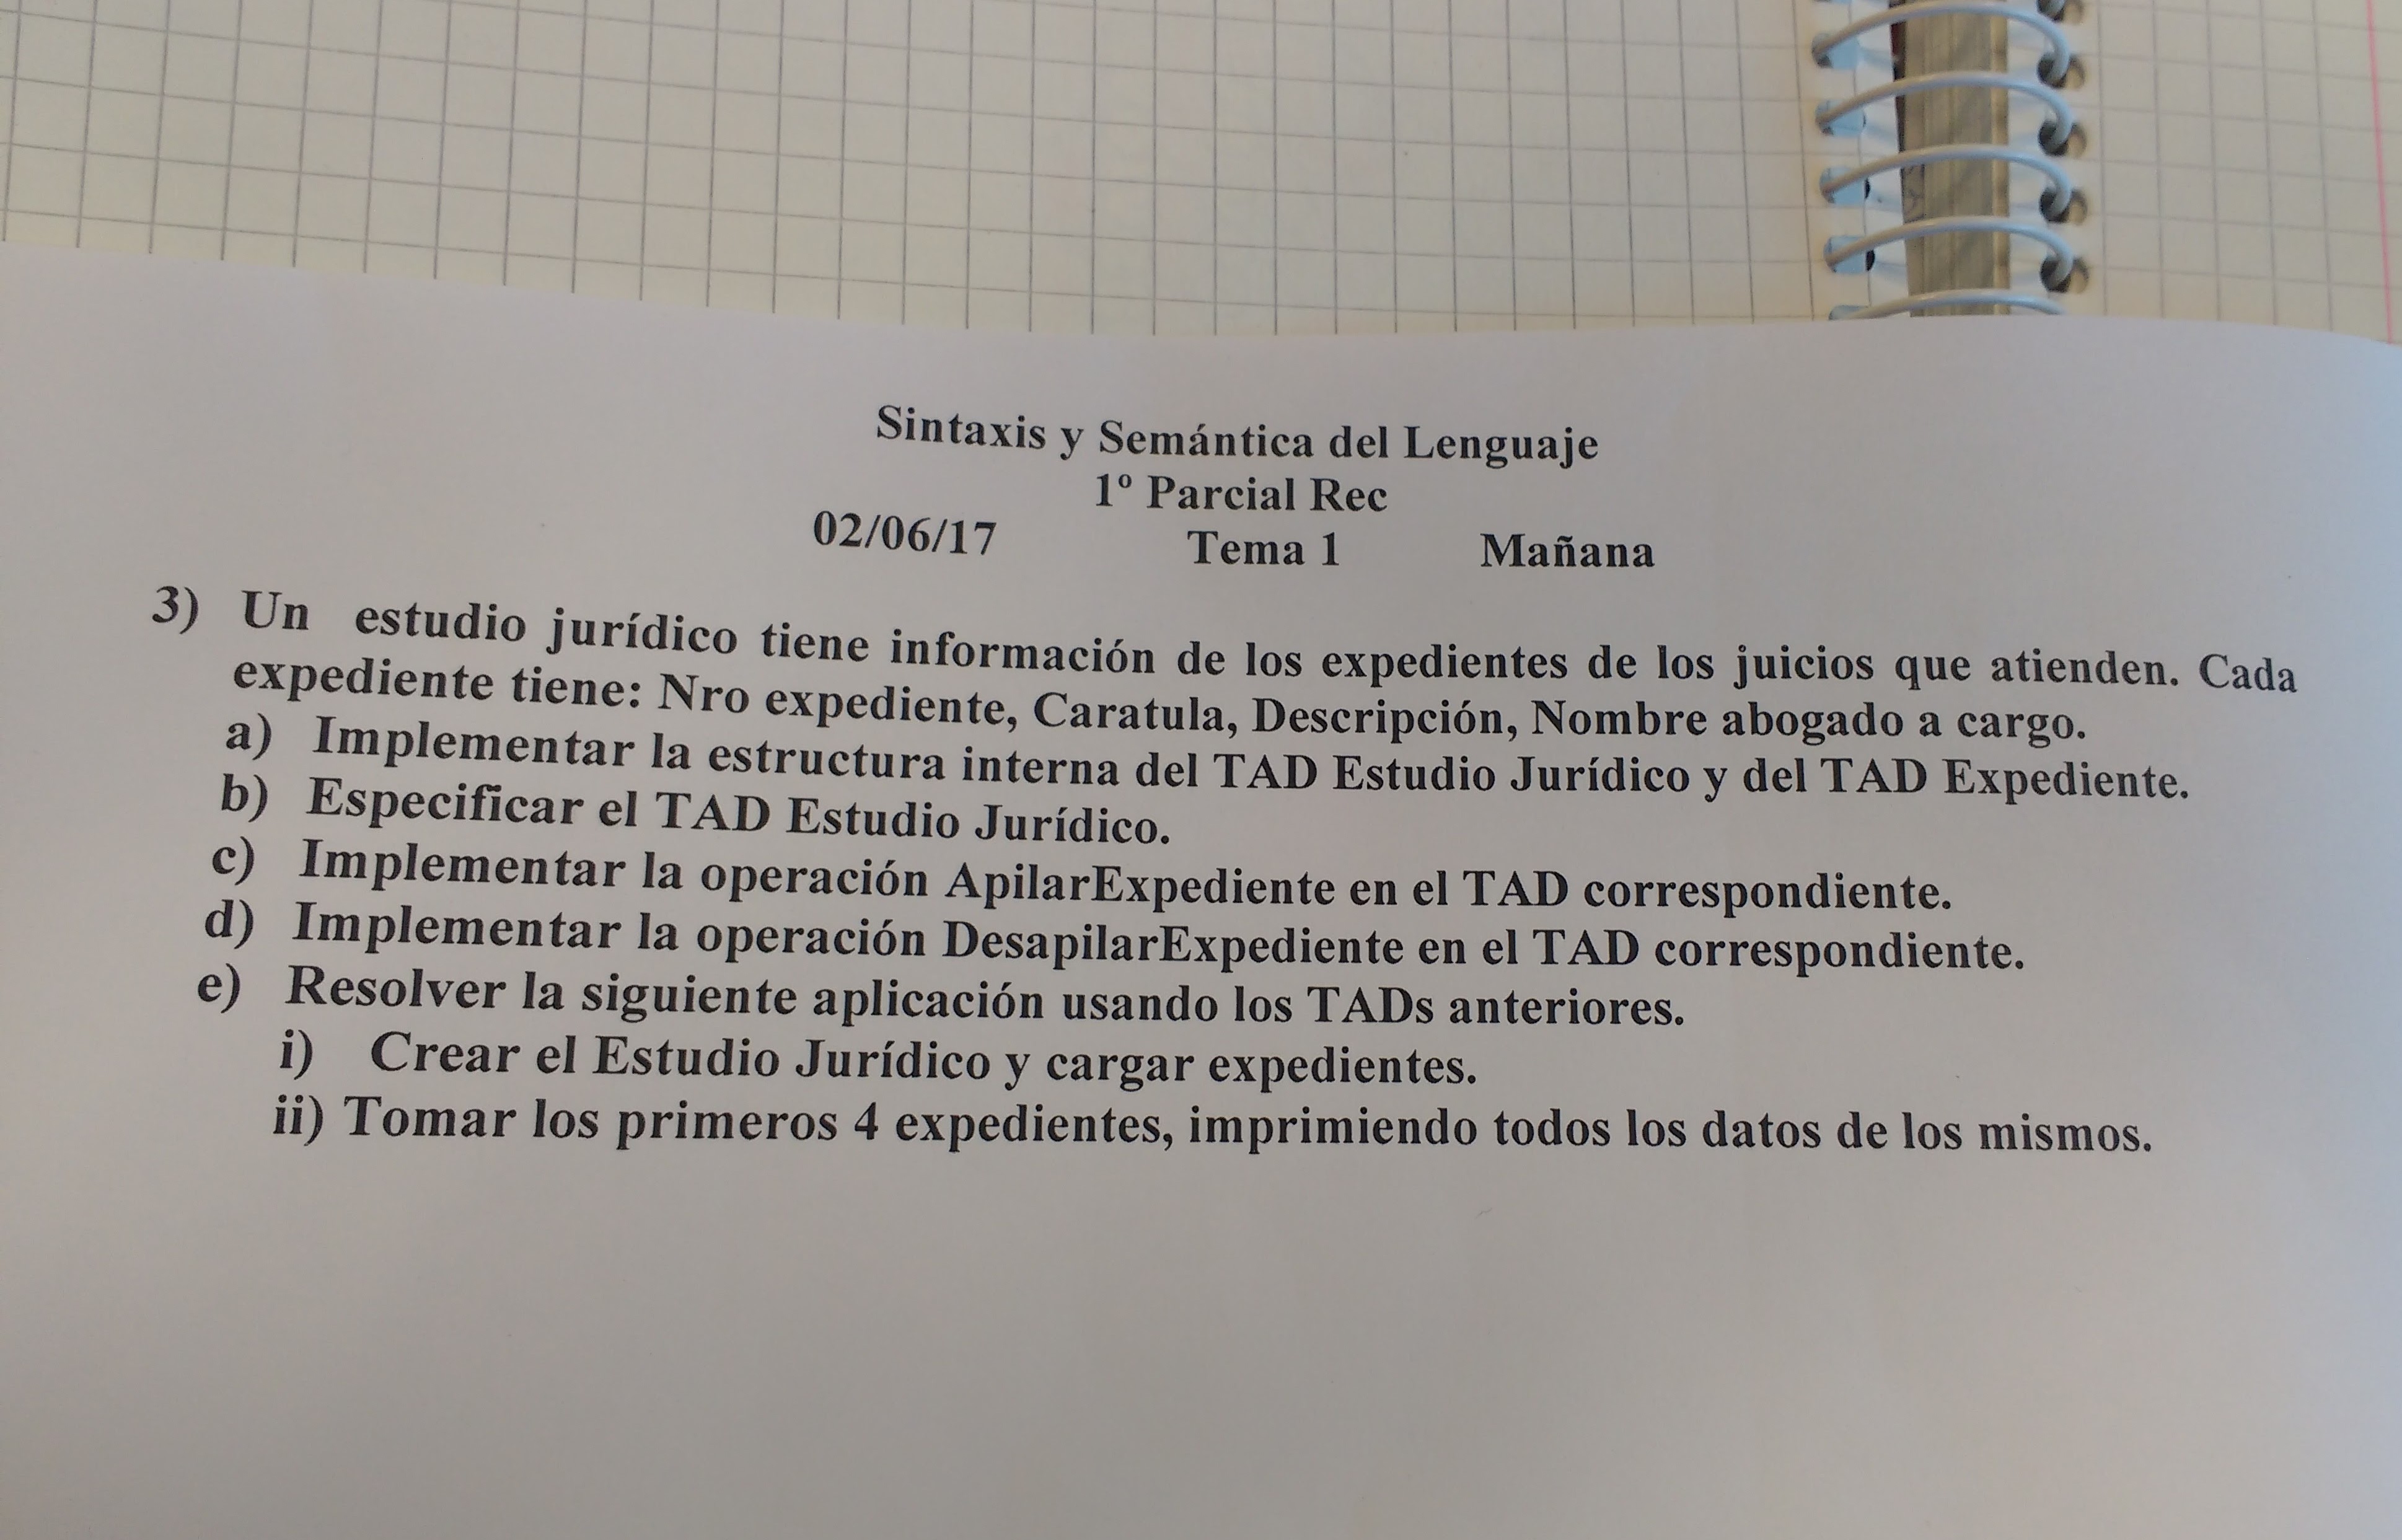 Sintaxis y Semántica del Lenguaje
1º Parcial Rec
02/06/17 Tema 1 Mañana
3) Un estudio jurídico tiene información de los expedientes de los juicios que atienden. Cada
expediente tiene: Nro expediente, Caratula, Descripción, Nombre abogado a cargo.
a) Implementar la estructura interna del TAD Estudio Jurídico y del TAD Expediente.
b) Especificar el TAD Estudio Jurídico.
c) Implementar la operación ApilarExpediente en el TAD correspondiente.
d) Implementar la operación DesapilarExpediente en el TAD correspondiente.
e) Resolver la siguiente aplicación usando los TADs anteriores.
i) Crear el Estudio Jurídico y cargar expedientes.
ii) Tomar los primeros 4 expedientes, imprimiendo todos los datos de los mismos.